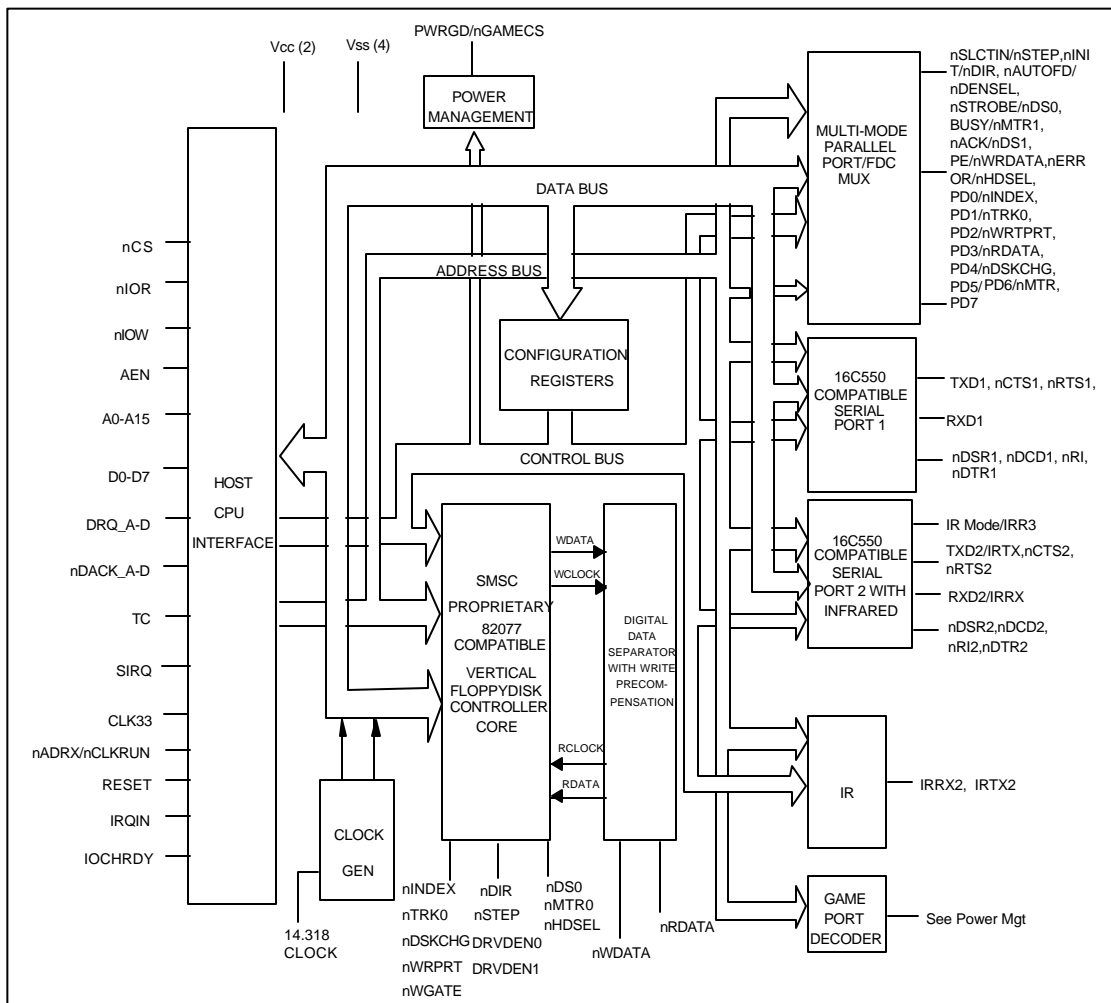 PWRGD/nGAMECS
Vcc (2)
Vss (4)
POWER
MANAGEMENT
DATA BUS
ADDRESS BUS
CONFIGURATION
REGISTERS
CONTROL BUS
nCS
nIOR
nIOW
AEN
A0-A15
D0-D7
DRQ_A-D
nDACK_A-D
TC
SIRQ
CLK33
nADRX/nCLKRUN
RESET
IRQIN
IOCHRDY
HOST
CPU
INTERFACE
CLOCK
GEN
14.318
CLOCK
SMSC
PROPRIETARY
82077
COMPATIBLE
VERTICAL
FLOPPYDISK
CONTROLLER
CORE
WDATA
WCLOCK
RCLOCK
RDATA
DIGITAL
DATA
SEPARATOR
WITH WRITE
PRECOM-
PENSATION
nINDEX
nTRK0
nDSKCHG
nWRPRT
nWGATE
nDIR
nSTEP
DRVDEN0
DRVDEN1
nDS0
nMTR0
nHDSEL
nWDATA
nRDATA
MULTI-MODE
PARALLEL
PORT/FDC
MUX
nSLCTIN/nSTEP,nINI
T/nDIR, nAUTOFD/
nDENSEL,
nSTROBE/nDS0,
BUSY/nMTR1,
nACK/nDS1,
PE/nWRDATA,nERR
OR/nHDSEL,
PD0/nINDEX,
PD1/nTRK0,
PD2/nWRTPRT,
PD3/nRDATA,
PD4/nDSKCHG,
PD5/ PD6/nMTR,
PD7
16C550
COMPATIBLE
SERIAL
PORT 1
TXD1, nCTS1, nRTS1,
RXD1
nDSR1, nDCD1, nRI,
nDTR1
16C550
COMPATIBLE
SERIAL
PORT 2 WITH
INFRARED
IR Mode/IRR3
TXD2/IRTX,nCTS2,
nRTS2
RXD2/IRRX
nDSR2,nDCD2,
nRI2,nDTR2
IR
IRRX2, IRTX2
GAME
PORT
DECODER
See Power Mgt